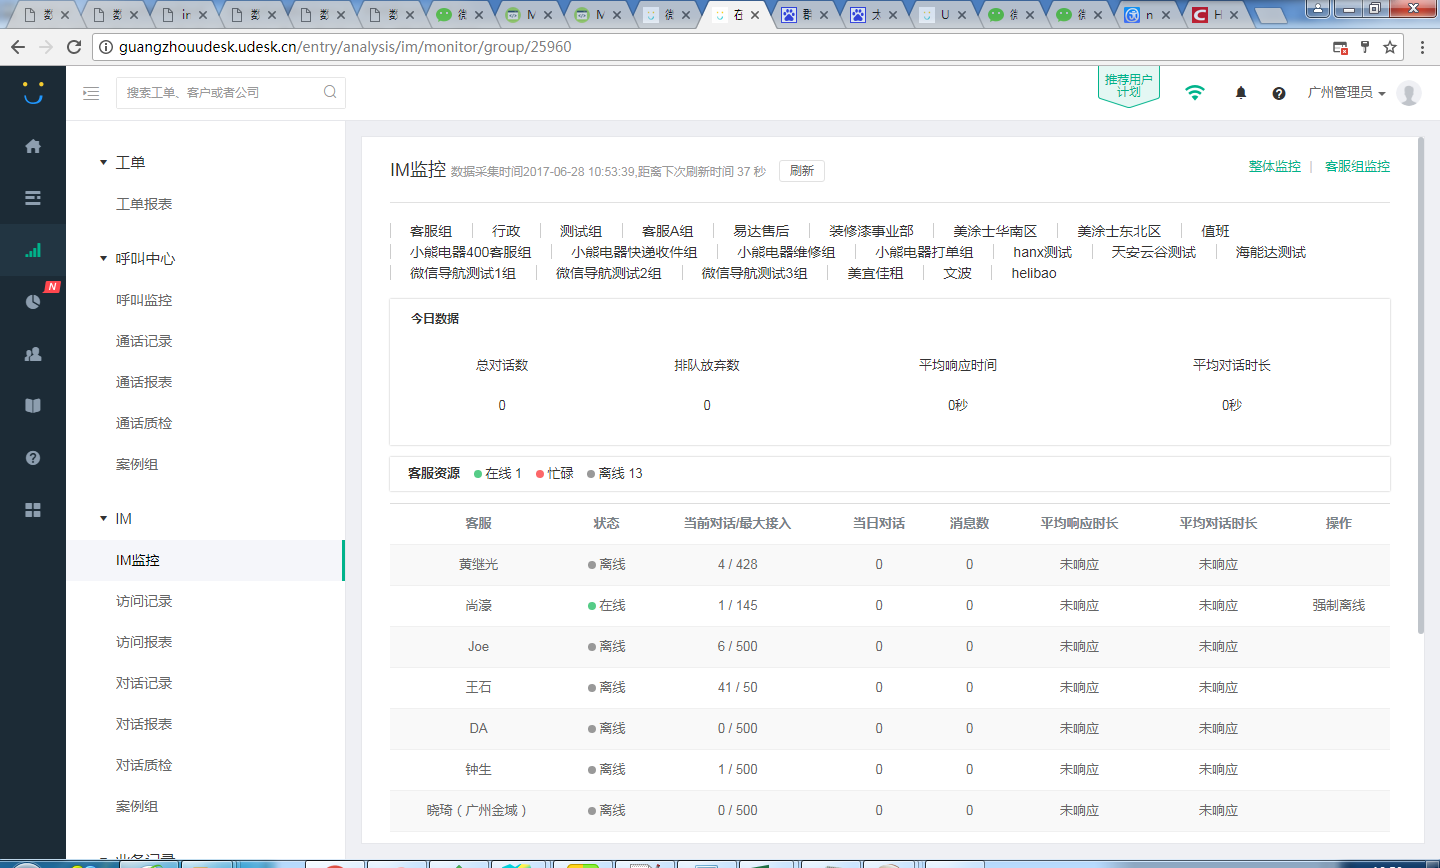 guangzhouudesk.udesk.cn/entry/analysis/im/monitor/group/25960
搜索工单、客户或者公司
推荐用户
计划
广州管理员
N
工单
工单报表
呼叫中心
呼叫监控
通话记录
通话报表
通话质检
案例组
IM
IM监控
访问记录
访问报表
对话记录
对话报表
对话质检
案例组
业务记录
IM监控 数据采集时间2017-06-28 10:53:39,距离下次刷新时间 37 秒 刷新
整体监控 | 客服组监控
客服组 行政 测试组 客服A组 易达售后 装修漆事业部 美涂士华南区 美涂士东北区 值班
小熊电器400客服组 小熊电器快递收件组 小熊电器维修组 小熊电器打单组 hanx测试 天安云谷测试 海能达测试
微信导航测试1组 微信导航测试2组 微信导航测试3组 美宜佳租 文波 helibao
今日数据
总对话数 排队放弃数 平均响应时间 平均对话时长
0 0 0秒 0秒
客服资源 在线 1 忙碌 离线 13
客服 状态 当前对话/最大接入 当日对话 消息数 平均响应时长 平均对话时长 操作
黄继光 离线 4 / 428 0 0 未响应 未响应
尚濠 在线 1 / 145 0 0 未响应 未响应 强制离线
Joe 离线 6 / 500 0 0 未响应 未响应
王石 离线 41 / 50 0 0 未响应 未响应
DA 离线 0 / 500 0 0 未响应 未响应
钟生 离线 1 / 500 0 0 未响应 未响应
晓琦（广州金域） 离线 0 / 500 0 0 未响应 未响应